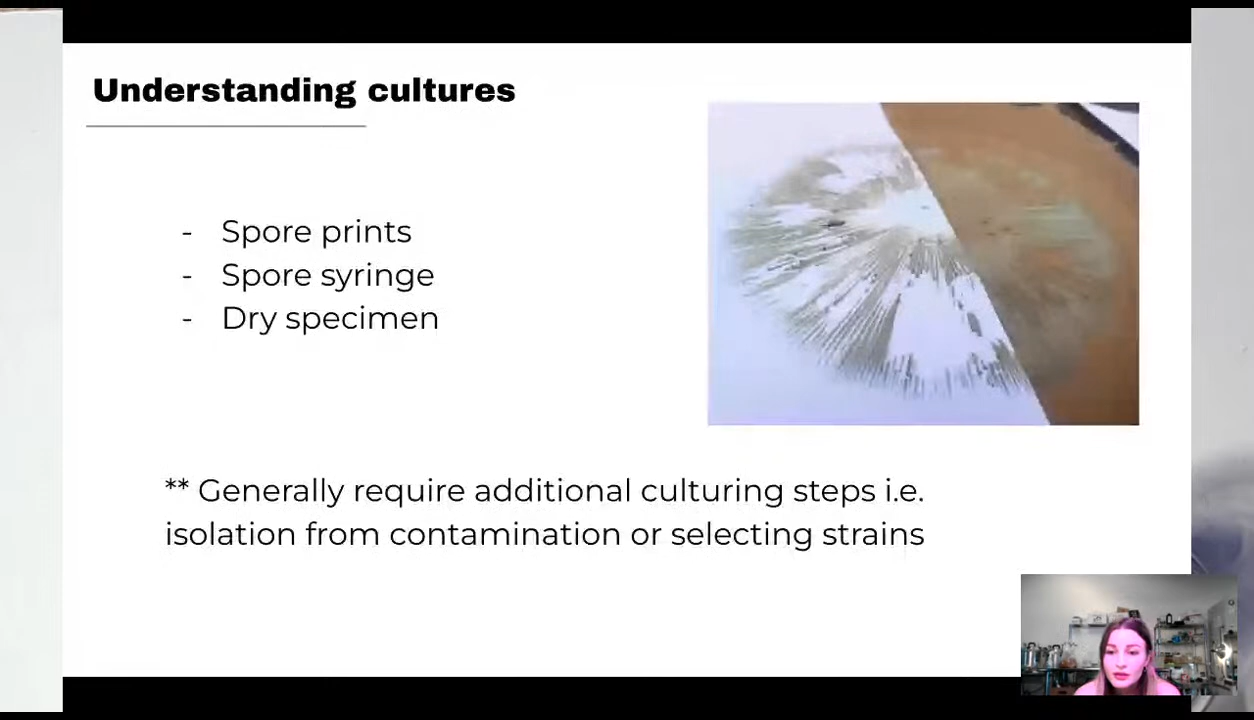 Understanding cultures
- Spore prints
- Spore syringe
- Dry specimen
** Generally require additional culturing steps i.e.
isolation from contamination or selecting strains